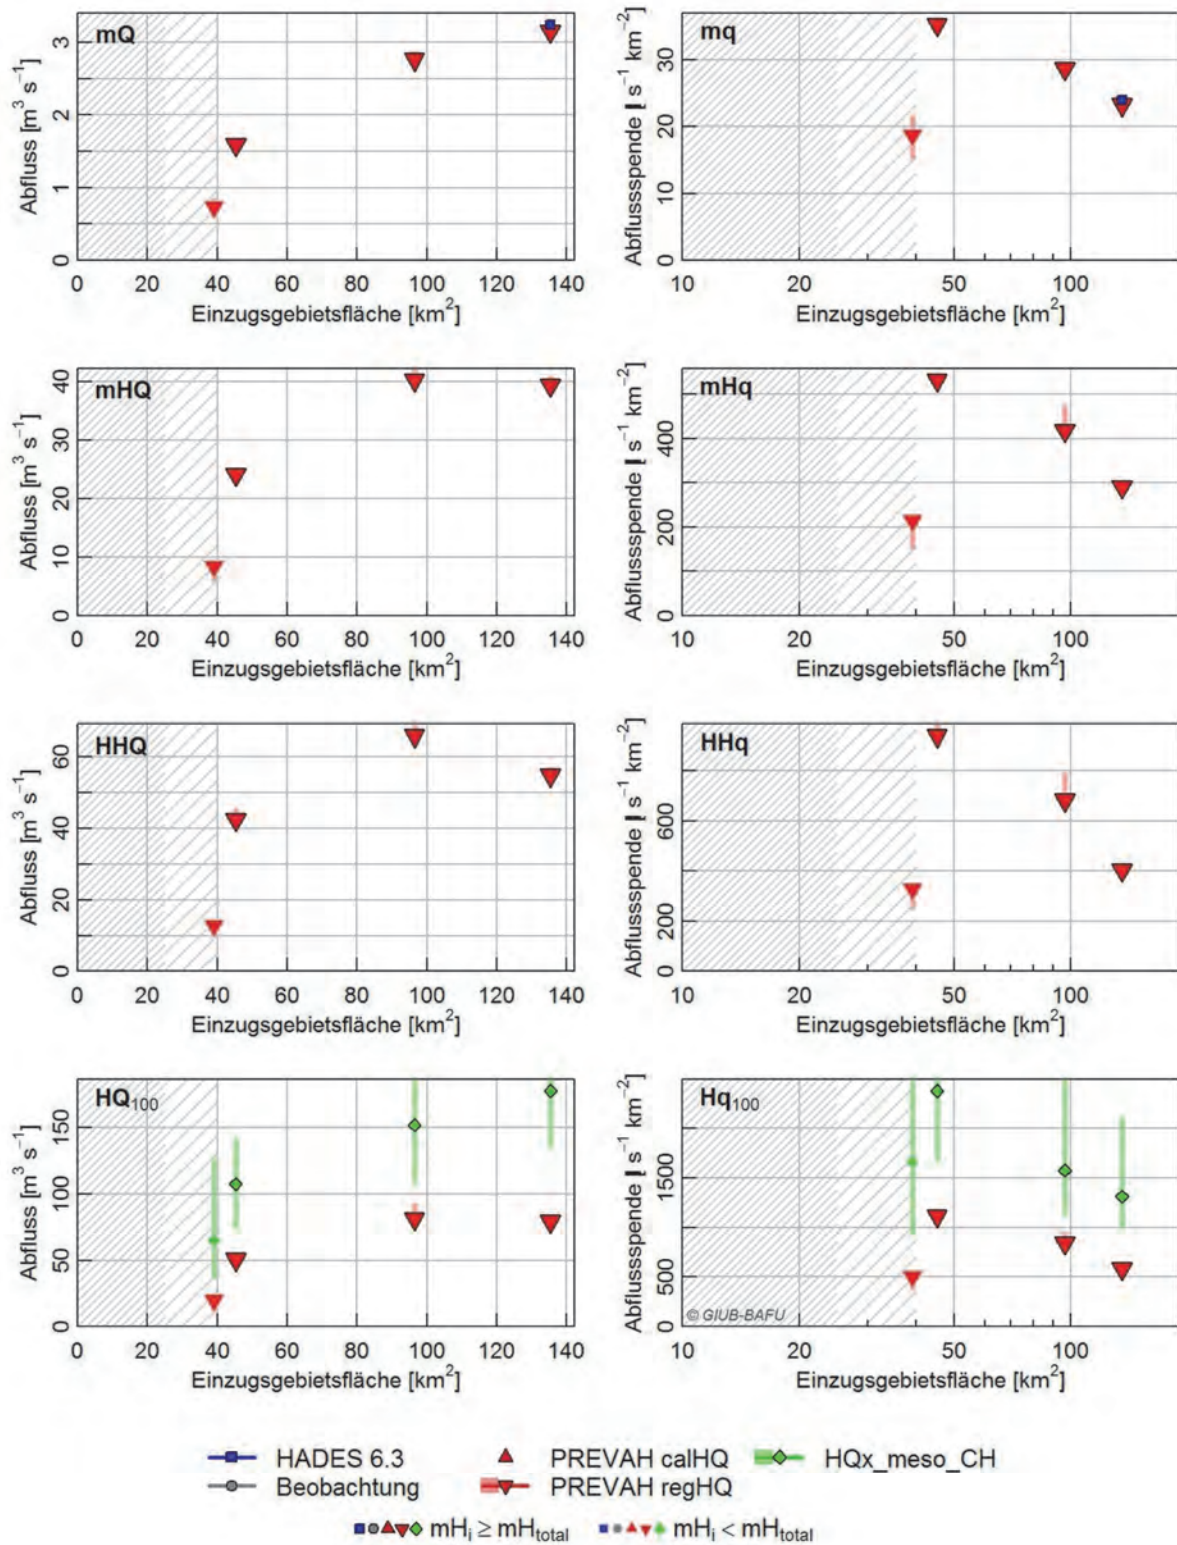 mQ
Abfluss [m³ s⁻¹]
0 1 2 3
0 20 40 60 80 100 120 140
Einzugsgebietsfläche [km²]
mq
Abflussspende [l s⁻¹ km⁻²]
0 10 20 30
10 20 50 100
Einzugsgebietsfläche [km²]
mHQ
Abfluss [m³ s⁻¹]
0 10 20 30 40
0 20 40 60 80 100 120 140
Einzugsgebietsfläche [km²]
mHq
Abflussspende [l s⁻¹ km⁻²]
0 200 400
10 20 50 100
Einzugsgebietsfläche [km²]
HHQ
Abfluss [m³ s⁻¹]
0 20 40 60
0 20 40 60 80 100 120 140
Einzugsgebietsfläche [km²]
HHq
Abflussspende [l s⁻¹ km⁻²]
0 200 600
10 20 50 100
Einzugsgebietsfläche [km²]
HQ₁₀₀
Abfluss [m³ s⁻¹]
0 50 100 150
0 20 40 60 80 100 120 140
Einzugsgebietsfläche [km²]
Hq₁₀₀
Abflussspende [l s⁻¹ km⁻²]
0 500 1500
© GIUB-BAFU
10 20 50 100
Einzugsgebietsfläche [km²]
HADES 6.3 PREVAH calHQ HQx_meso_CH
Beobachtung PREVAH regHQ
mHᵢ ≥ mH_total mHᵢ < mH_total